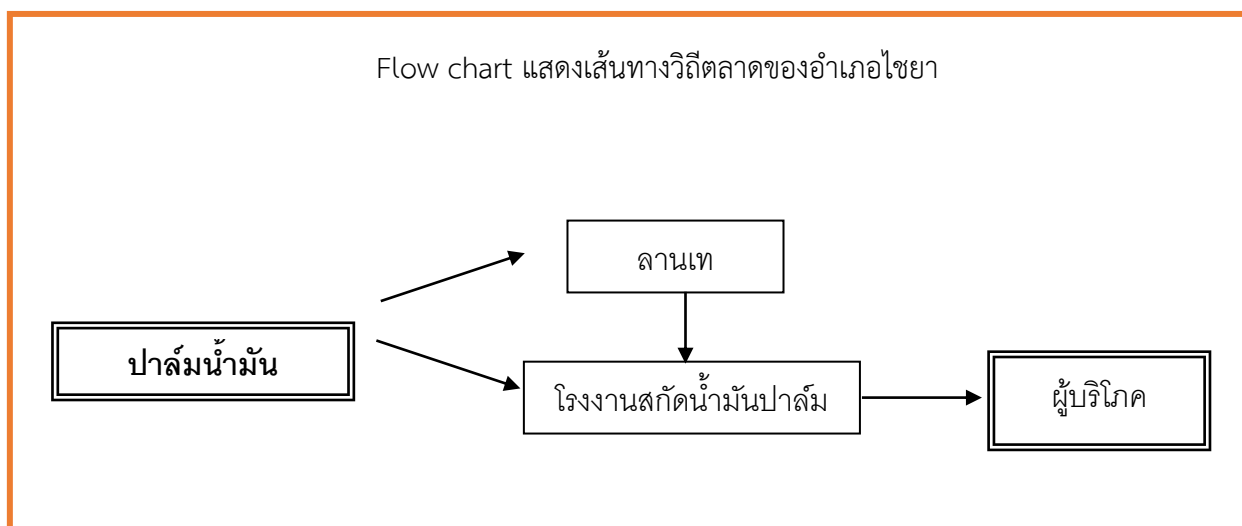 Flow chart แสดงเส้นทางวิถีตลาดของอำเภอไชยา
ลานเท
ปาล์มน้ำมัน
โรงงานสกัดน้ำมันปาล์ม
ผู้บริโภค